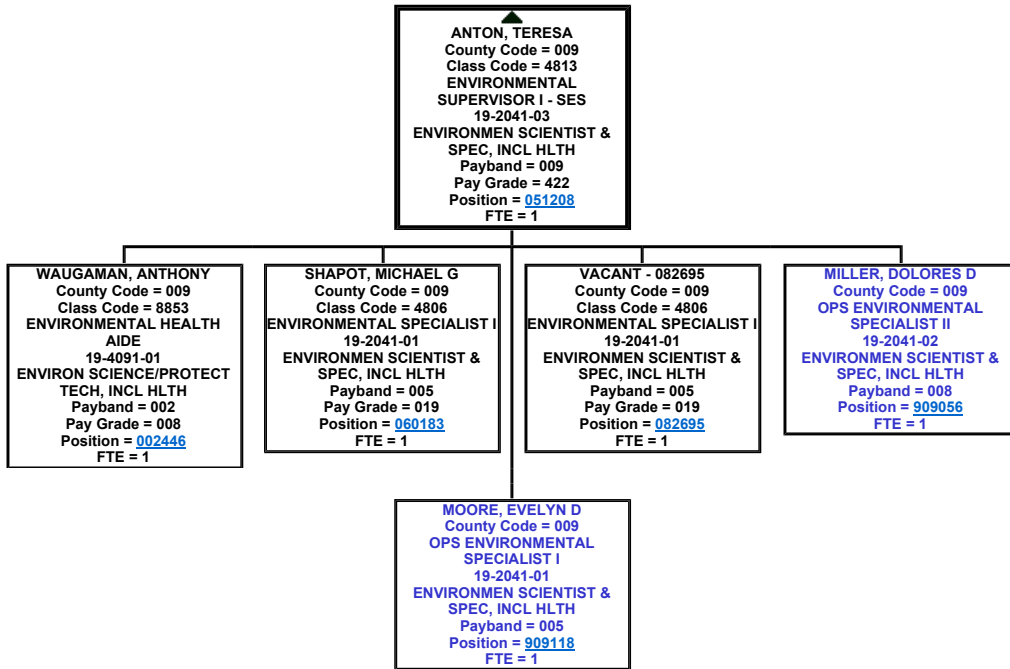 ANTON, TERESA
County Code = 009
Class Code = 4813
ENVIRONMENTAL
SUPERVISOR I - SES
19-2041-03
ENVIRONMEN SCIENTIST &
SPEC, INCL HLTH
Payband = 009
Pay Grade = 422
Position = 051208
FTE = 1
WAUGAMAN, ANTHONY
County Code = 009
Class Code = 8853
ENVIRONMENTAL HEALTH
AIDE
19-4091-01
ENVIRON SCIENCE/PROTECT
TECH, INCL HLTH
Payband = 002
Pay Grade = 008
Position = 002446
FTE = 1
SHAPOT, MICHAEL G
County Code = 009
Class Code = 4806
ENVIRONMENTAL SPECIALIST I
19-2041-01
ENVIRONMEN SCIENTIST &
SPEC, INCL HLTH
Payband = 005
Pay Grade = 019
Position = 060183
FTE = 1
VACANT - 082695
County Code = 009
Class Code = 4806
ENVIRONMENTAL SPECIALIST I
19-2041-01
ENVIRONMEN SCIENTIST &
SPEC, INCL HLTH
Payband = 005
Pay Grade = 019
Position = 082695
FTE = 1
MILLER, DOLORES D
County Code = 009
OPS ENVIRONMENTAL
SPECIALIST II
19-2041-02
ENVIRONMEN SCIENTIST &
SPEC, INCL HLTH
Payband = 008
Position = 909056
FTE = 1
MOORE, EVELYN D
County Code = 009
OPS ENVIRONMENTAL
SPECIALIST I
19-2041-01
ENVIRONMEN SCIENTIST &
SPEC, INCL HLTH
Payband = 005
Position = 909118
FTE = 1